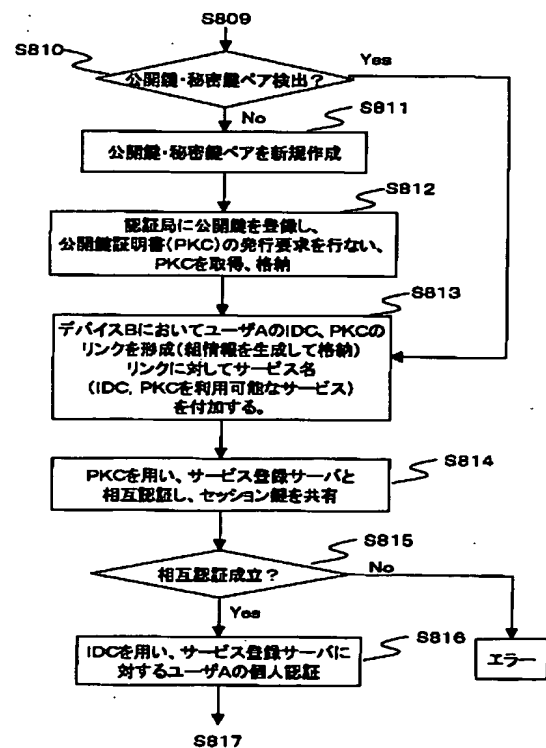 S809
S810
公開鍵・秘密鍵ペア検出？
Yes
No
S811
公開鍵・秘密鍵ペアを新規作成
S812
認証局に公開鍵を登録し、
公開鍵証明書(PKC)の発行要求を行ない、
PKCを取得、格納
S813
デバイスBにおいてユーザAのIDC、PKCの
リンクを形成(組情報を生成して格納)
リンクに対してサービス名
(IDC, PKCを利用可能なサービス)
を付加する。
S814
PKCを用い、サービス登録サーバと
相互認証し、セッション鍵を共有
S815
相互認証成立？
No
Yes
S816
IDCを用い、サービス登録サーバに
対するユーザAの個人認証
エラー
S817